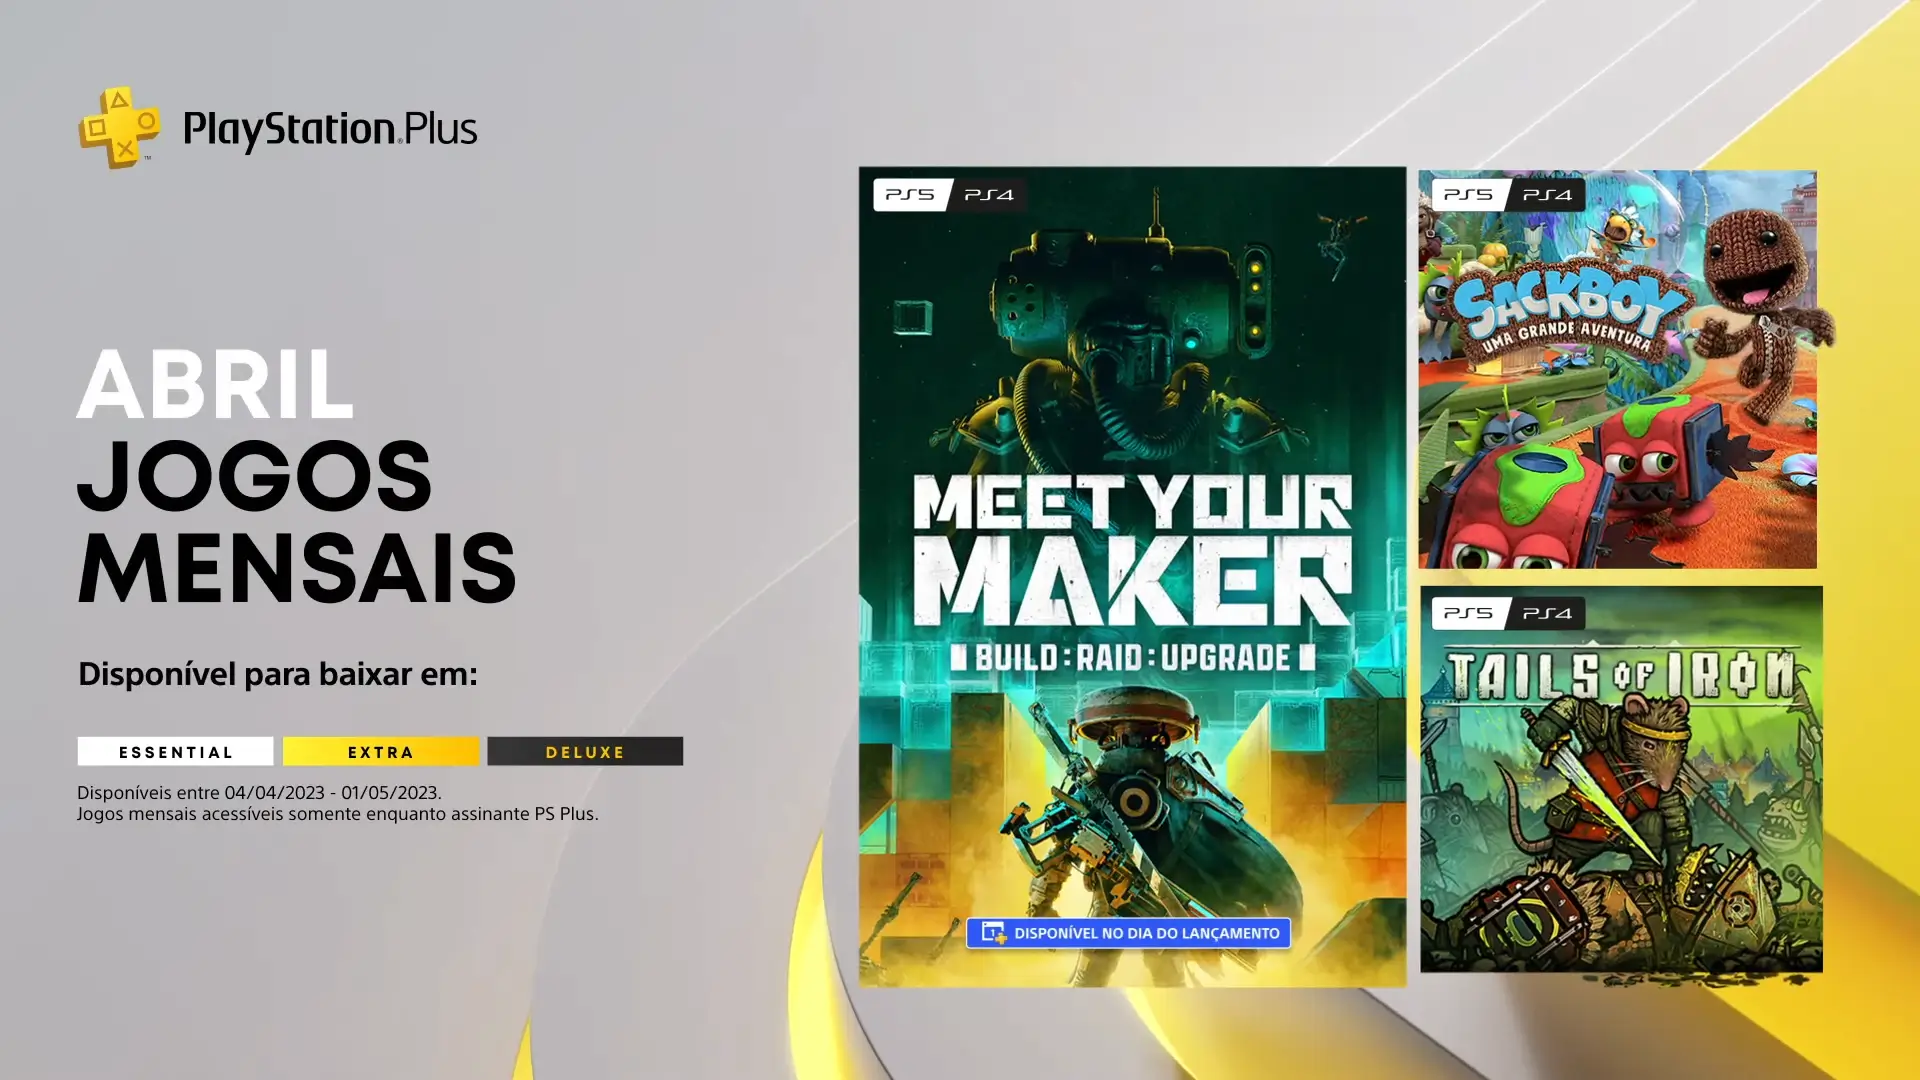 PlayStation.Plus
™
ABRIL
JOGOS
MENSAIS
Disponível para baixar em:
ESSENTIAL
EXTRA
DELUXE
Disponíveis entre 04/04/2023 - 01/05/2023.
Jogos mensais acessíveis somente enquanto assinante PS Plus.
PS5 PS4
MEET YOUR
MAKER
BUILD : RAID : UPGRADE
1
DISPONÍVEL NO DIA DO LANÇAMENTO
PS5 PS4
SACKBOY
UMA GRANDE AVENTURA
PS5 PS4
TAILS OF IRON